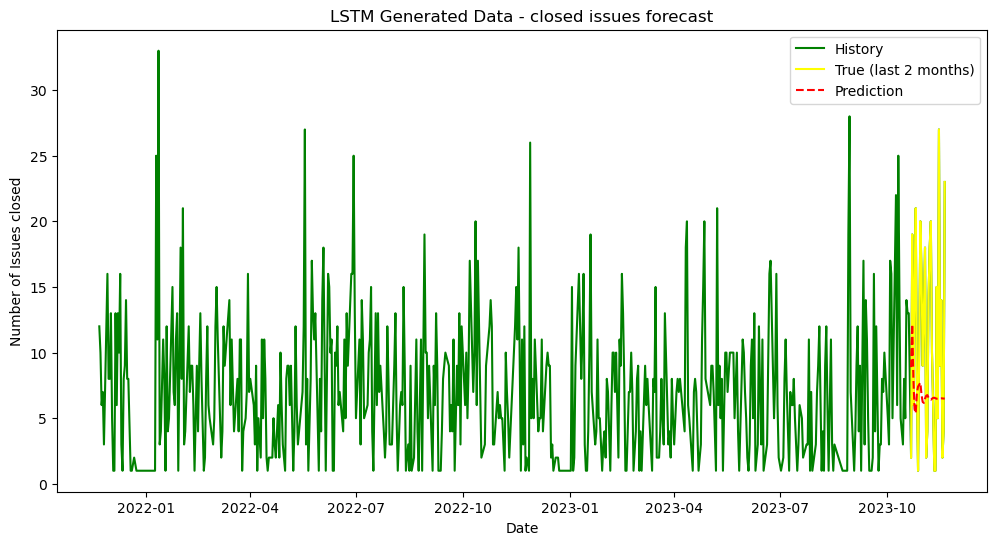 LSTM Generated Data - closed issues forecast
History
True (last 2 months)
Prediction
Number of Issues closed
30
25
20
15
10
5
0
2022-01
2022-04
2022-07
2022-10
2023-01
2023-04
2023-07
2023-10
Date